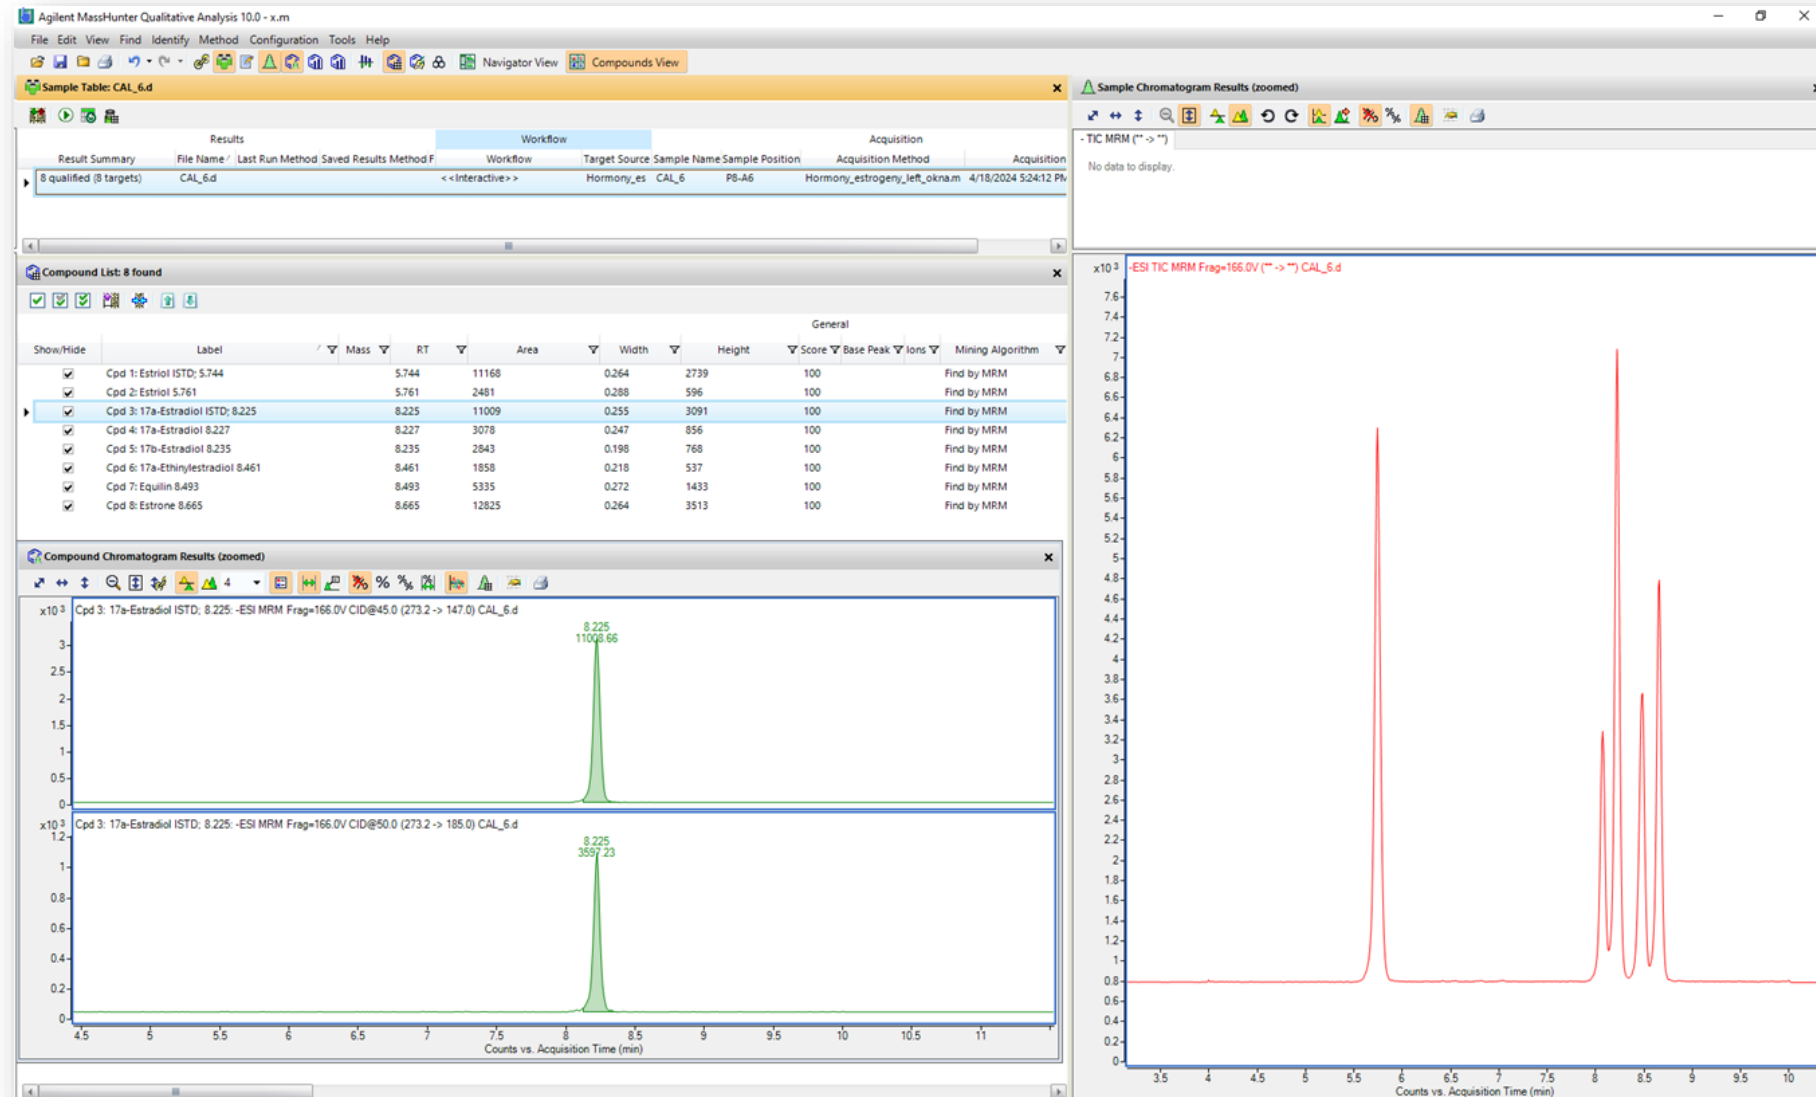 Agilent MassHunter Qualitative Analysis 10.0 - x.m
File Edit View Find Identify Method Configuration Tools Help
Navigator View Compounds View
Sample Table: CAL_6.d
Results Workflow Acquisition
Result Summary File Name Last Run Method Saved Results Method F Workflow Target Source Sample Name Sample Position Acquisition Method Acquisition
8 qualified (8 targets) CAL_6.d <<Interactive>> Hormony_es CAL_6 P8-A6 Hormony_estrogeny_left_okna.m 4/18/2024 5:24:12 PM
Compound List: 8 found
General
Show/Hide Label Mass RT Area Width Height Score Base Peak Ions Mining Algorithm
Cpd 1: Estriol ISTD; 5.744 5.744 11168 0.264 2739 100 Find by MRM
Cpd 2: Estriol 5.761 5.761 2481 0.288 596 100 Find by MRM
Cpd 3: 17a-Estradiol ISTD; 8.225 8.225 11009 0.255 3091 100 Find by MRM
Cpd 4: 17a-Estradiol 8.227 8.227 3078 0.247 856 100 Find by MRM
Cpd 5: 17b-Estradiol 8.235 8.235 2843 0.198 768 100 Find by MRM
Cpd 6: 17a-Ethinylestradiol 8.461 8.461 1858 0.218 537 100 Find by MRM
Cpd 7: Equilin 8.493 8.493 5335 0.272 1433 100 Find by MRM
Cpd 8: Estrone 8.665 8.665 12825 0.264 3513 100 Find by MRM
Compound Chromatogram Results (zoomed)
4
x10 3 Cpd 3: 17a-Estradiol ISTD; 8.225: -ESI MRM Frag=166.0V CID@45.0 (273.2 -> 147.0) CAL_6.d
8.225
11008.66
3
2.5
2
1.5
1
0.5
0
x10 3 Cpd 3: 17a-Estradiol ISTD; 8.225: -ESI MRM Frag=166.0V CID@50.0 (273.2 -> 185.0) CAL_6.d
8.225
3597.23
1.2
1
0.8
0.6
0.4
0.2
0
4.5 5 5.5 6 6.5 7 7.5 8 8.5 9 9.5 10 10.5 11
Counts vs. Acquisition Time (min)
Sample Chromatogram Results (zoomed)
- TIC MRM (** -> **)
No data to display.
x10 3 -ESI TIC MRM Frag=166.0V (** -> **) CAL_6.d
7.6
7.4
7.2
7
6.8
6.6
6.4
6.2
6
5.8
5.6
5.4
5.2
5
4.8
4.6
4.4
4.2
4
3.8
3.6
3.4
3.2
3
2.8
2.6
2.4
2.2
2
1.8
1.6
1.4
1.2
1
0.8
0.6
0.4
0.2
0
3.5 4 4.5 5 5.5 6 6.5 7 7.5 8 8.5 9 9.5 10
Counts vs. Acquisition Time (min)